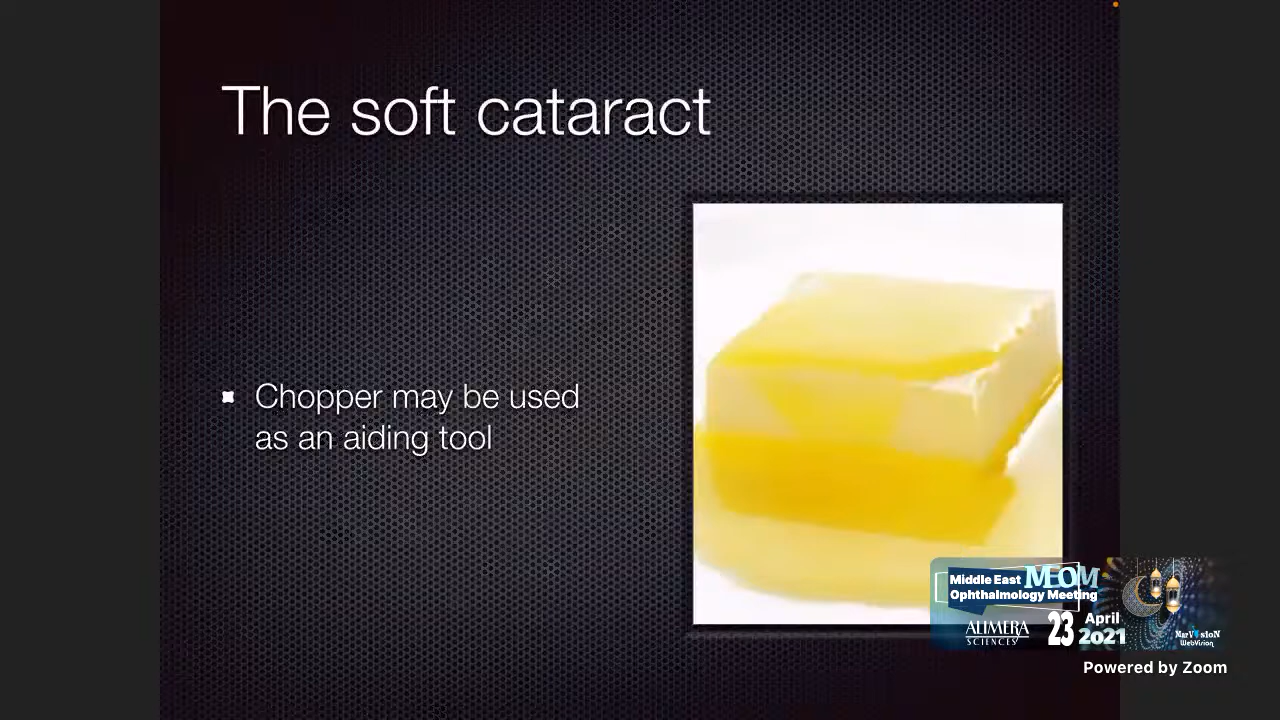 The soft cataract
Chopper may be used
as an aiding tool
Middle East MEOM
Ophthalmology Meeting
ALIMERA
SCIENCES
23 April
2021
MarVision
WebVision
Powered by Zoom